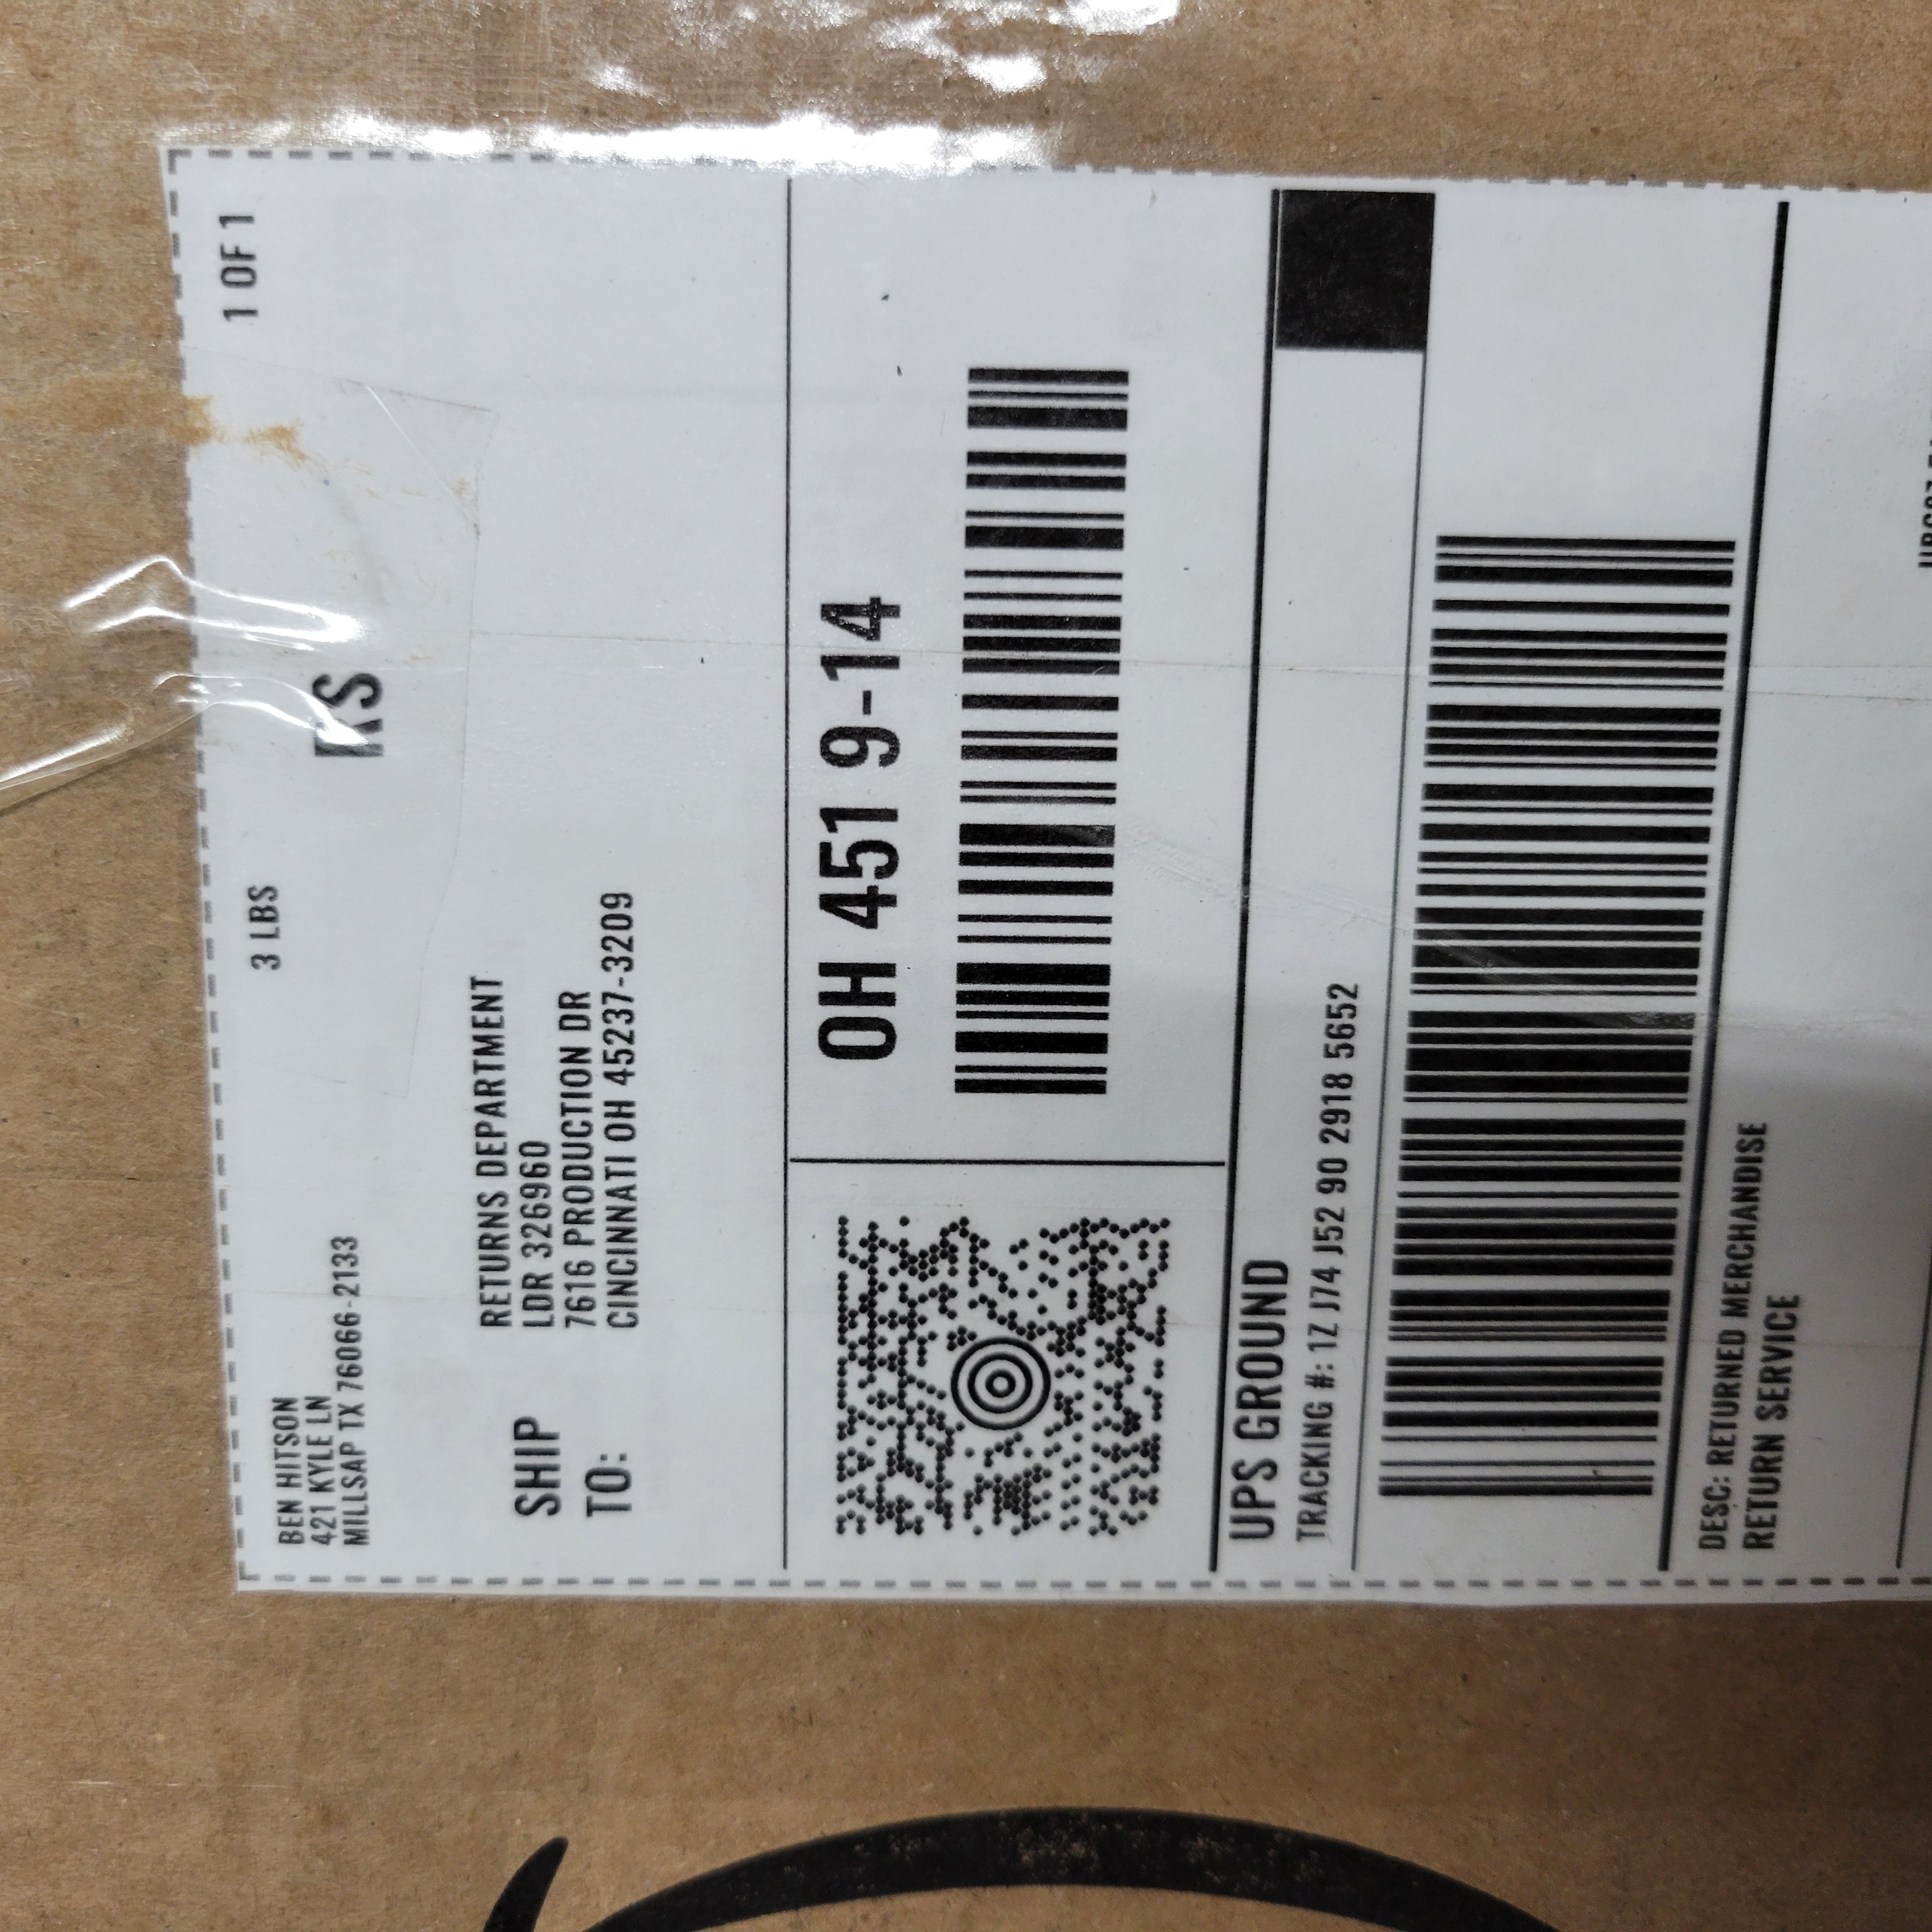 BEN HITSON
421 KYLE LN
MILLSAP TX 76066-2133
3 LBS
1 OF 1
RS
SHIP
TO:
RETURNS DEPARTMENT
LDR 326960
7616 PRODUCTION DR
CINCINNATI OH 45237-3209
OH 451 9-14
UPS GROUND
TRACKING #: 1Z J74 J52 90 2918 5652
DESC: RETURNED MERCHANDISE
RETURN SERVICE